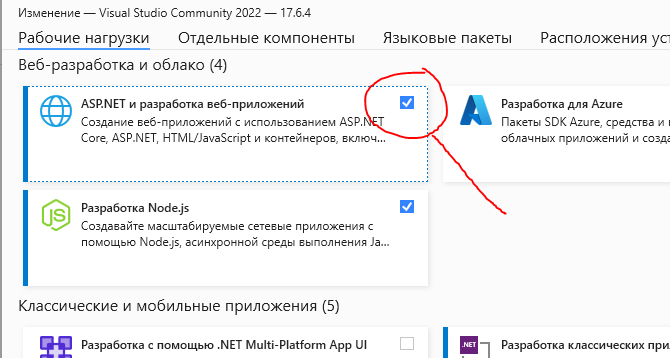 Изменение — Visual Studio Community 2022 — 17.6.4
Рабочие нагрузки Отдельные компоненты Языковые пакеты Расположения уст
Веб-разработка и облако (4)
ASP.NET и разработка веб-приложений
Создание веб-приложений с использованием ASP.NET
Core, ASP.NET, HTML/JavaScript и контейнеров, включ...
Разработка для Azure
Пакеты SDK Azure, средства и
облачных приложений и созда
JS
Разработка Node.js
Создавайте масштабируемые сетевые приложения с
помощью Node.js, асинхронной среды выполнения Ja...
Классические и мобильные приложения (5)
Разработка с помощью .NET Multi-Platform App UI
.NET
Разработка классических при